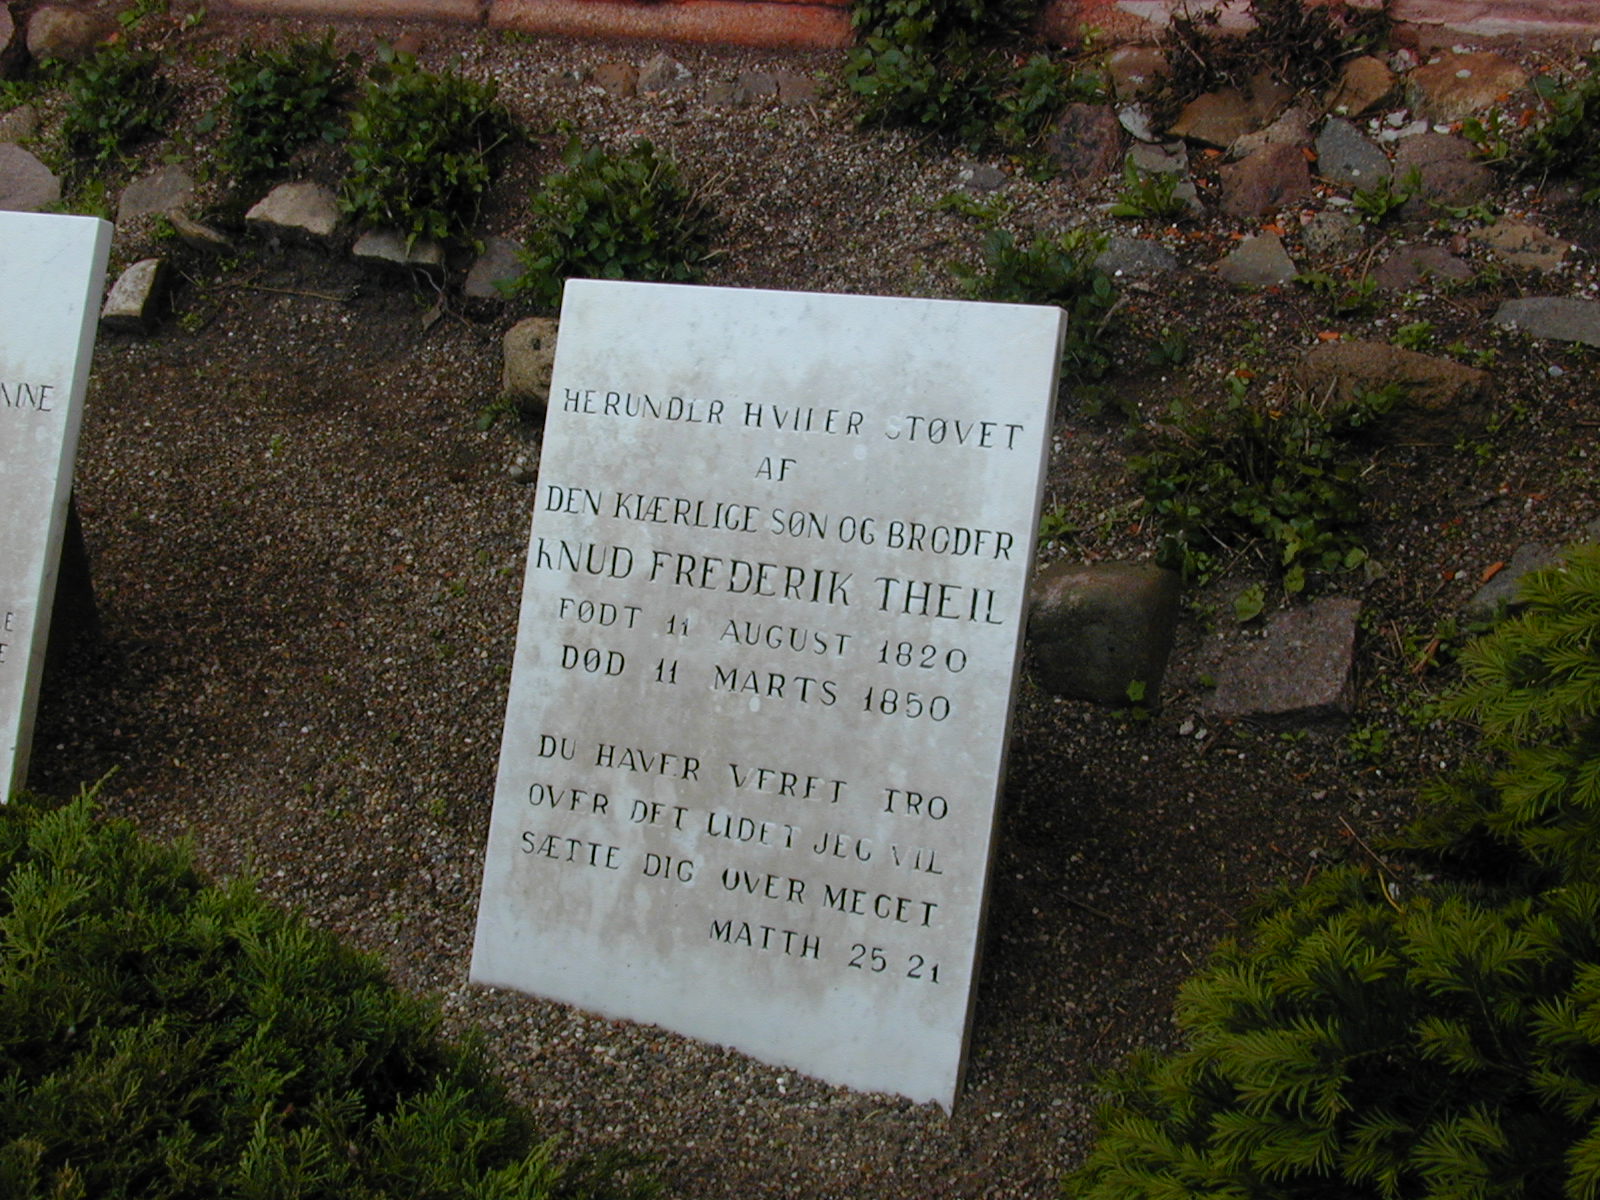 HERUNDER HVILER STØVET
AF
DEN KIÆRLIGE SØN OG BRODER
KNUD FREDERIK THEIL
FØDT 11 AUGUST 1820
DØD 11 MARTS 1850
DU HAVER VERET TRO
OVER DET LIDET JEG VIL
SÆTTE DIG OVER MEGET
MATTH 25 21